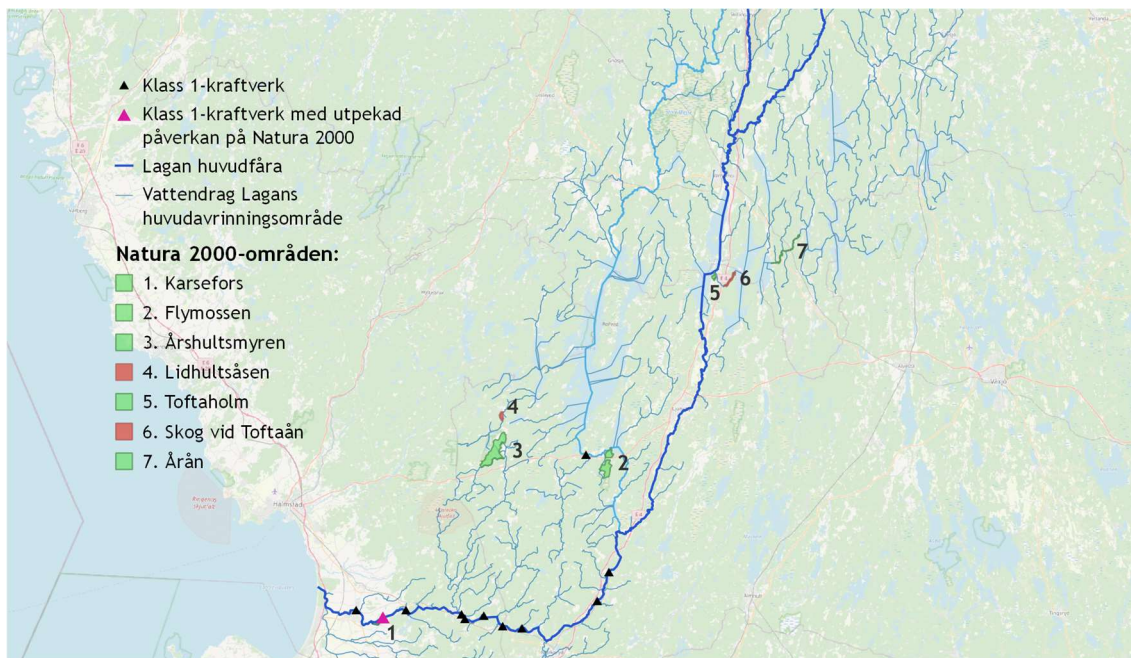 Klass 1-kraftverk
Klass 1-kraftverk med utpekad
påverkan på Natura 2000
Lagan huvudfåra
Vattendrag Lagans
huvudavrinningsområde
Natura 2000-områden:
1. Karsefors
2. Flymossen
3. Årshultsmyren
4. Lidhultsåsen
5. Toftaholm
6. Skog vid Toftaån
7. Årån
7
5
6
4
3
2
Halmstad
1